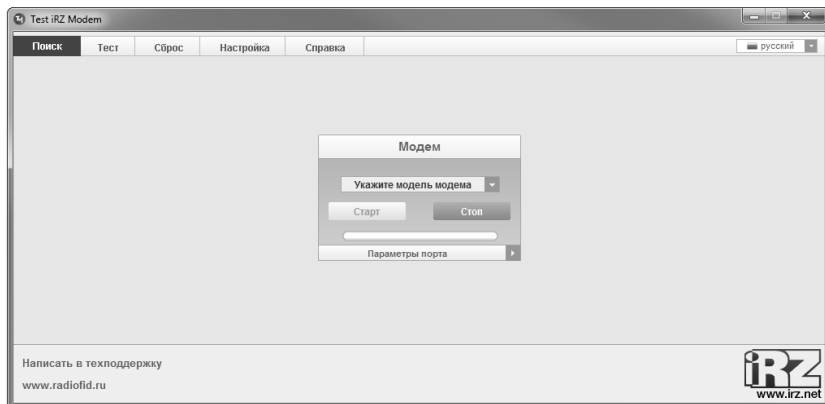 Test iRZ Modem
Поиск Тест Сброс Настройка Справка русский
Модем
Укажите модель модема
Старт Стоп
Параметры порта
Написать в техподдержку
www.radiofid.ru
iRZ
www.irz.net